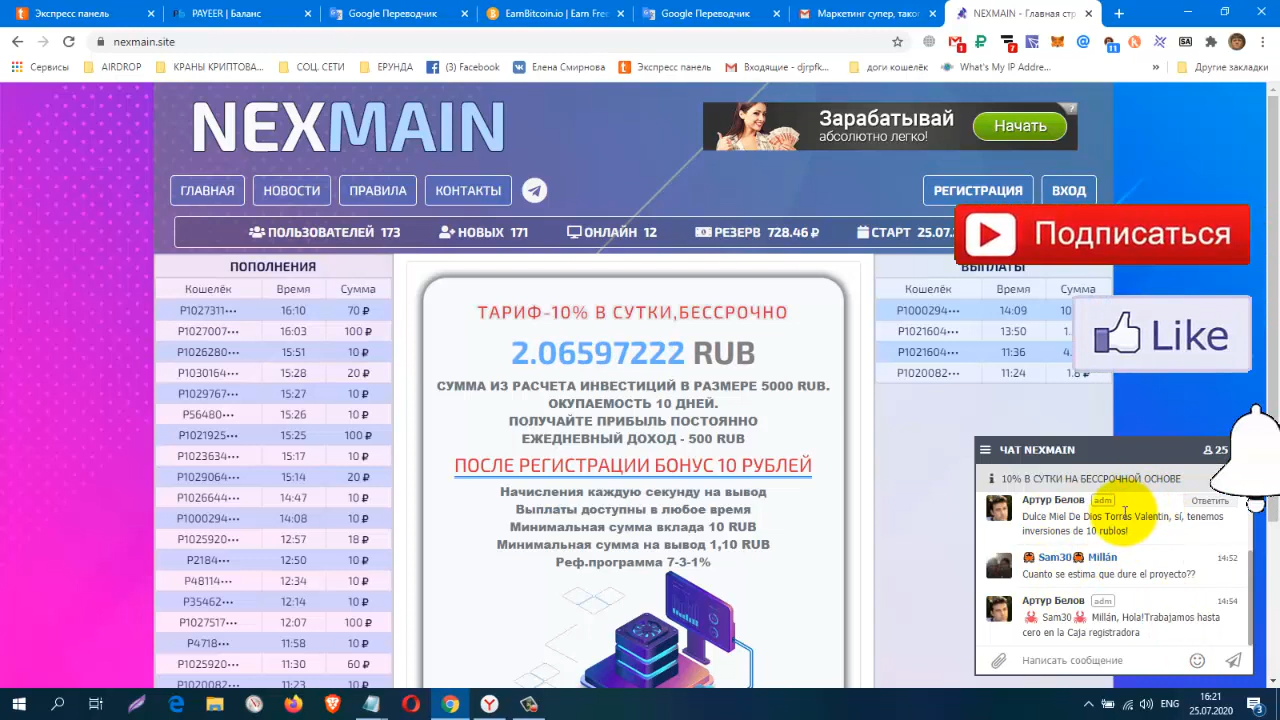 Экспресс панель
PAYEER | Баланс
Google Переводчик
EarnBitcoin.io | Earn Free
Google Переводчик
Маркетинг супер, тако
NEXMAIN - Главная стр
nexmain.site
Сервисы
AIRDROP
КРАНЫ КРИПТОВА...
СОЦ. СЕТИ
ЕРУНДА
(3) Facebook
Елена Смирнова
Экспресс панель
Входящие - djrpfk...
доги кошелёк
What's My IP Addre...
Другие закладки
NEXMAIN
Зарабатывай
абсолютно легко!
Начать
ГЛАВНАЯ
НОВОСТИ
ПРАВИЛА
КОНТАКТЫ
РЕГИСТРАЦИЯ
ВХОД
ПОЛЬЗОВАТЕЛЕЙ 173
НОВЫХ 171
ОНЛАЙН 12
РЕЗЕРВ 728.46 ₽
СТАРТ 25.07.
Подписаться
Like
ПОПОЛНЕНИЯ
Кошелёк Время Сумма
P1027311··· 16:10 70 ₽
P1027007··· 16:03 100 ₽
P1026280··· 15:51 10 ₽
P1030164··· 15:28 20 ₽
P1029767··· 15:27 10 ₽
P56480··· 15:26 10 ₽
P1021925··· 15:25 100 ₽
P1023634··· 15:17 10 ₽
P1029064··· 15:14 20 ₽
P1026644··· 14:47 10 ₽
P1000294··· 14:08 10 ₽
P1025920··· 12:57 18 ₽
P2184··· 12:50 10 ₽
P48114··· 12:34 10 ₽
P35462··· 12:14 10 ₽
P1027517··· 12:07 100 ₽
P4718··· 11:58 10 ₽
P1025920··· 11:30 60 ₽
P1020082··· 11:23 10 ₽
ТАРИФ-10% В СУТКИ,БЕССРОЧНО
2.06597222 RUB
СУММА ИЗ РАСЧЕТА ИНВЕСТИЦИЙ В РАЗМЕРЕ 5000 RUB.
ОКУПАЕМОСТЬ 10 ДНЕЙ.
ПОЛУЧАЙТЕ ПРИБЫЛЬ ПОСТОЯННО
ЕЖЕДНЕВНЫЙ ДОХОД - 500 RUB
ПОСЛЕ РЕГИСТРАЦИИ БОНУС 10 РУБЛЕЙ
Начисления каждую секунду на вывод
Выплаты доступны в любое время
Минимальная сумма вклада 10 RUB
Минимальная сумма на вывод 1,10 RUB
Реф.программа 7-3-1%
ВЫПЛАТЫ
Кошелёк Время Сумма
P1000294··· 14:09 10
P1021604··· 13:50 1.
P1021604··· 11:36 4.
P1020082··· 11:24 1.8 ₽
ЧАТ NEXMAIN 25
10% В СУТКИ НА БЕССРОЧНОЙ ОСНОВЕ
Артур Белов adm Ответить
Dulce Miel De Dios Torres Valentin, sí, tenemos
inversiones de 10 rublos!
Sam30 Millán 14:52
Cuanto se estima que dure el proyecto??
Артур Белов adm 14:54
Sam30 Millán, Hola!Trabajamos hasta
cero en la Caja registradora
Написать сообщение
ENG
16:21
25.07.2020